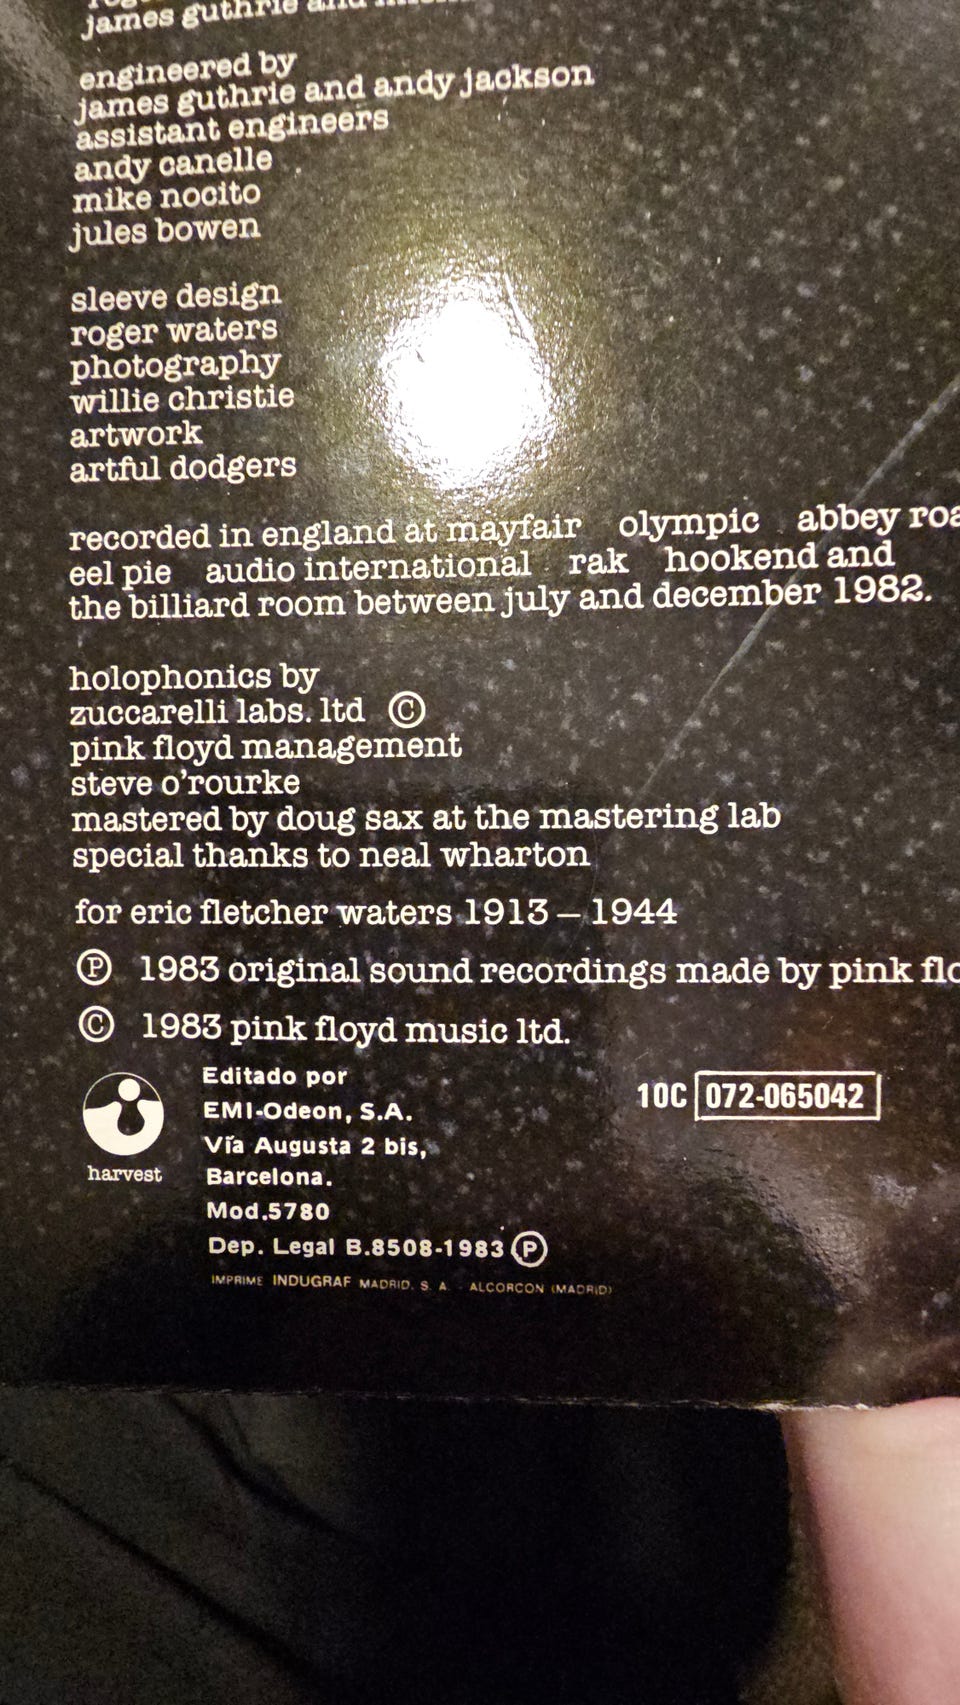 james guthrie and
engineered by
james guthrie and andy jackson
assistant engineers
andy canelle
mike nocito
jules bowen
sleeve design
roger waters
photography
willie christie
artwork
artful dodgers
recorded in england at mayfair olympic abbey roa
eel pie audio international rak hookend and
the billiard room between july and december 1982.
holophonics by
zuccarelli labs. ltd ©
pink floyd management
steve o'rourke
mastered by doug sax at the mastering lab
special thanks to neal wharton
for eric fletcher waters 1913 – 1944
℗ 1983 original sound recordings made by pink flo
© 1983 pink floyd music ltd.
harvest
Editado por
EMI-Odeon, S.A.
Vía Augusta 2 bis,
Barcelona.
Mod.5780
Dep. Legal B.8508-1983 ℗
10C 072-065042
IMPRIME INDUGRAF MADRID, S. A. - ALCORCON (MADRID)